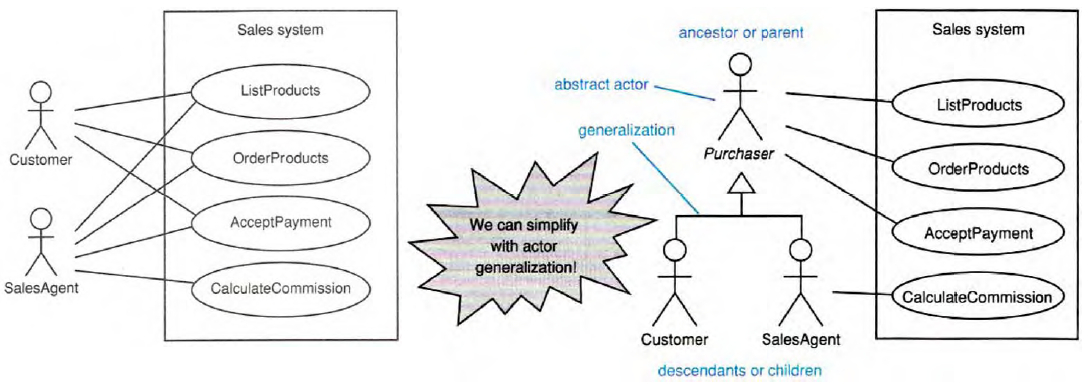 Sales system
ListProducts
Customer
OrderProducts
AcceptPayment
SalesAgent
CalculateCommission
We can simplify
with actor
generalization!
ancestor or parent
abstract actor
generalization
Purchaser
Customer
SalesAgent
descendants or children
Sales system
ListProducts
OrderProducts
AcceptPayment
CalculateCommission